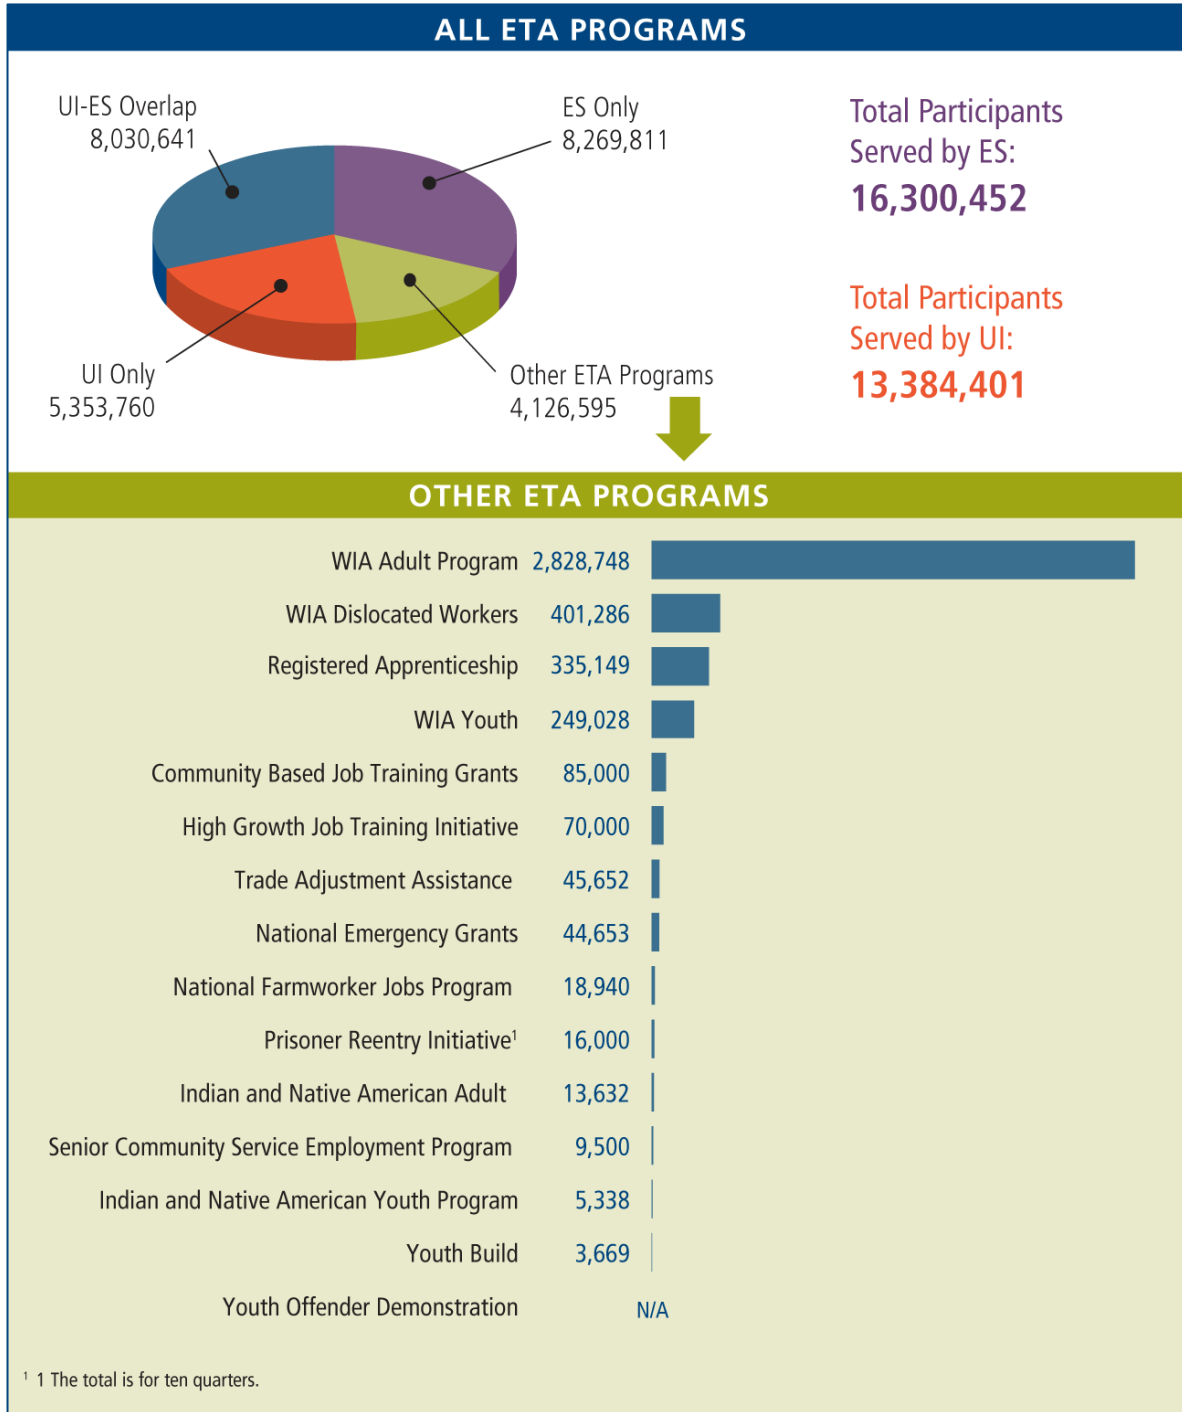 ALL ETA PROGRAMS
UI-ES Overlap
8,030,641
ES Only
8,269,811
Total Participants
Served by ES:
16,300,452
Total Participants
Served by UI:
13,384,401
UI Only
5,353,760
Other ETA Programs
4,126,595
OTHER ETA PROGRAMS
WIA Adult Program 2,828,748
WIA Dislocated Workers 401,286
Registered Apprenticeship 335,149
WIA Youth 249,028
Community Based Job Training Grants 85,000
High Growth Job Training Initiative 70,000
Trade Adjustment Assistance 45,652
National Emergency Grants 44,653
National Farmworker Jobs Program 18,940
Prisoner Reentry Initiative¹ 16,000
Indian and Native American Adult 13,632
Senior Community Service Employment Program 9,500
Indian and Native American Youth Program 5,338
Youth Build 3,669
Youth Offender Demonstration N/A
¹ 1 The total is for ten quarters.